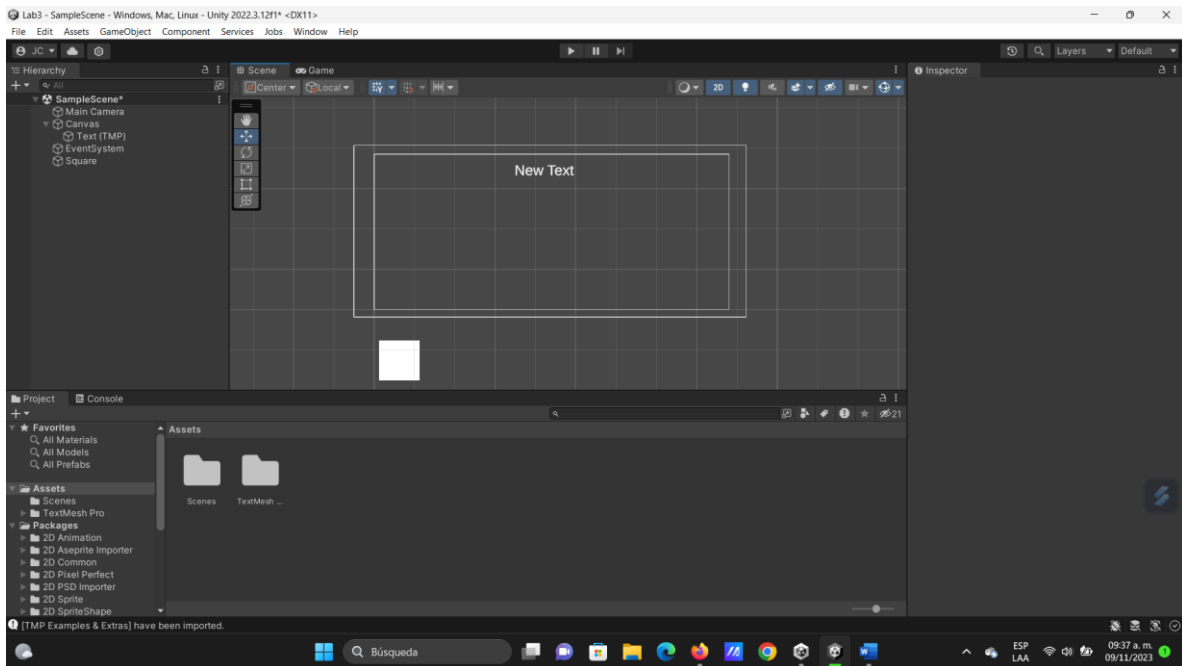 Lab3 - SampleScene - Windows, Mac, Linux - Unity 2022.3.12f1* <DX11>
File Edit Assets GameObject Component Services Jobs Window Help
JC Layers Default
Hierarchy
All
SampleScene*
Main Camera
Canvas
Text (TMP)
EventSystem
Square
Scene Game
Center Local 2D
New Text
Inspector
Project Console
21
Favorites
All Materials
All Models
All Prefabs
Assets
Scenes
TextMesh Pro
Packages
2D Animation
2D Aseprite Importer
2D Common
2D Pixel Perfect
2D PSD Importer
2D Sprite
2D SpriteShape
Assets
Scenes TextMesh ...
[TMP Examples & Extras] have been imported.
Búsqueda
ESP
LAA
09:37 a. m.
09/11/2023
1